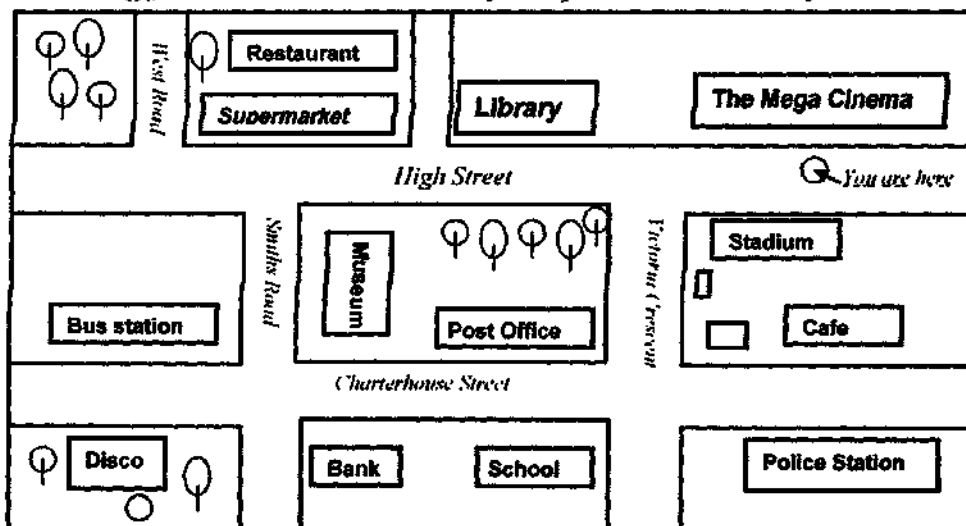 Restaurant
West Road
Supermarket
Library
The Mega Cinema
High Street
You are here
Smiths Road
Museum
Victoria Crescent
Stadium
Bus station
Post Office
Cafe
Charterhouse Street
Disco
Bank
School
Police Station